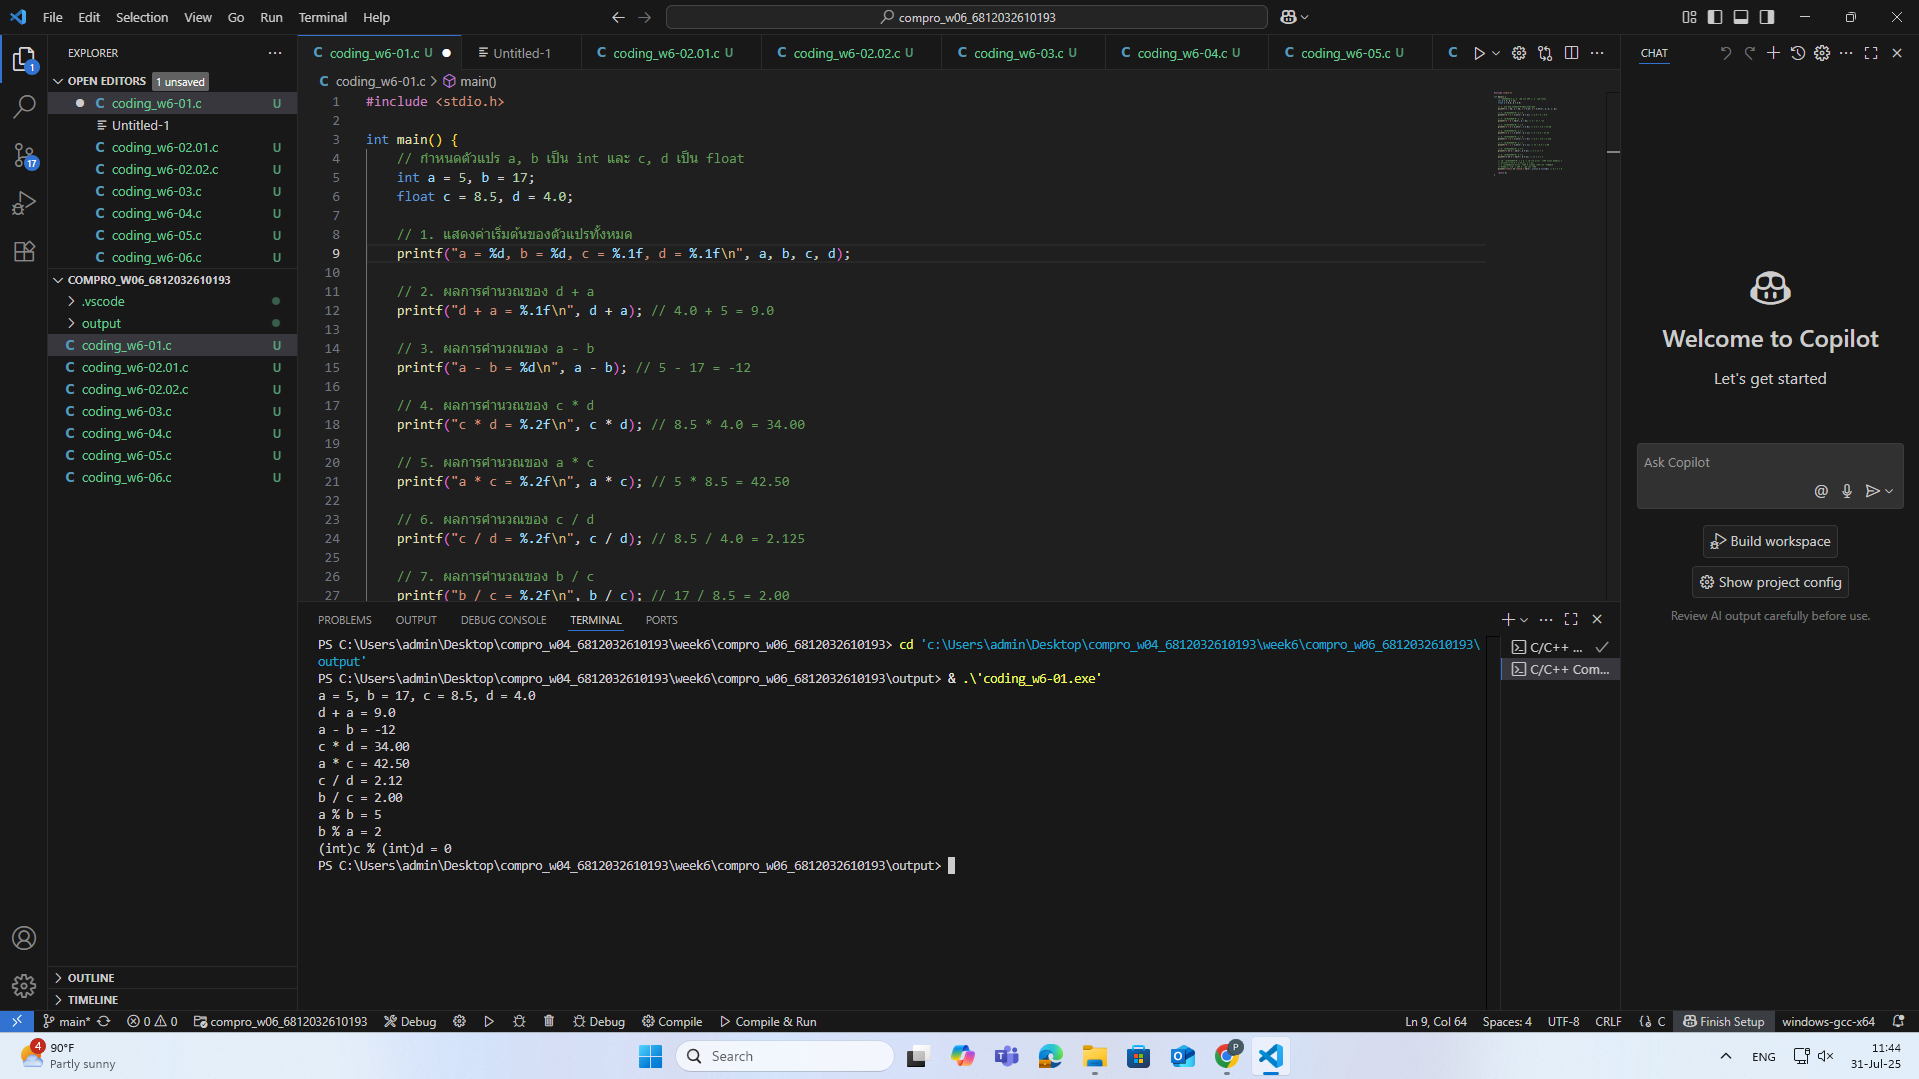 File Edit Selection View Go Run Terminal Help
compro_w06_6812032610193
EXPLORER
OPEN EDITORS 1 unsaved
coding_w6-01.c U
Untitled-1
coding_w6-02.01.c U
coding_w6-02.02.c U
coding_w6-03.c U
coding_w6-04.c U
coding_w6-05.c U
coding_w6-06.c U
COMPRO_W06_6812032610193
.vscode
output
C coding_w6-01.c U
C coding_w6-02.01.c U
C coding_w6-02.02.c U
C coding_w6-03.c U
C coding_w6-04.c U
C coding_w6-05.c U
C coding_w6-06.c U
OUTLINE
TIMELINE
1
17
C coding_w6-01.c U Untitled-1 C coding_w6-02.01.c U C coding_w6-02.02.c U C coding_w6-03.c U C coding_w6-04.c U C coding_w6-05.c U C
C coding_w6-01.c > main()
1 #include <stdio.h>
2
3 int main() {
4 // กำหนดตัวแปร a, b เป็น int และ c, d เป็น float
5 int a = 5, b = 17;
6 float c = 8.5, d = 4.0;
7
8 // 1. แสดงค่าเริ่มต้นของตัวแปรทั้งหมด
9 printf("a = %d, b = %d, c = %.1f, d = %.1f\n", a, b, c, d);
10
11 // 2. ผลการคำนวณของ d + a
12 printf("d + a = %.1f\n", d + a); // 4.0 + 5 = 9.0
13
14 // 3. ผลการคำนวณของ a - b
15 printf("a - b = %d\n", a - b); // 5 - 17 = -12
16
17 // 4. ผลการคำนวณของ c * d
18 printf("c * d = %.2f\n", c * d); // 8.5 * 4.0 = 34.00
19
20 // 5. ผลการคำนวณของ a * c
21 printf("a * c = %.2f\n", a * c); // 5 * 8.5 = 42.50
22
23 // 6. ผลการคำนวณของ c / d
24 printf("c / d = %.2f\n", c / d); // 8.5 / 4.0 = 2.125
25
26 // 7. ผลการคำนวณของ b / c
27 printf("b / c = %.2f\n", b / c); // 17 / 8.5 = 2.00
PROBLEMS OUTPUT DEBUG CONSOLE TERMINAL PORTS
PS C:\Users\admin\Desktop\compro_w04_6812032610193\week6\compro_w06_6812032610193> cd 'c:\Users\admin\Desktop\compro_w04_6812032610193\week6\compro_w06_6812032610193\
output'
PS C:\Users\admin\Desktop\compro_w04_6812032610193\week6\compro_w06_6812032610193\output> & .\'coding_w6-01.exe'
a = 5, b = 17, c = 8.5, d = 4.0
d + a = 9.0
a - b = -12
c * d = 34.00
a * c = 42.50
c / d = 2.12
b / c = 2.00
a % b = 5
b % a = 2
(int)c % (int)d = 0
PS C:\Users\admin\Desktop\compro_w04_6812032610193\week6\compro_w06_6812032610193\output>
C/C++ ...
C/C++ Com...
CHAT
Welcome to Copilot
Let's get started
Ask Copilot
Build workspace
Show project config
Review AI output carefully before use.
main* 0 0 compro_w06_6812032610193 Debug Debug Compile Compile & Run Ln 9, Col 64 Spaces: 4 UTF-8 CRLF {} C Finish Setup windows-gcc-x64
4
90°F
Partly sunny
Search
P
ENG
11:44
31-Jul-25